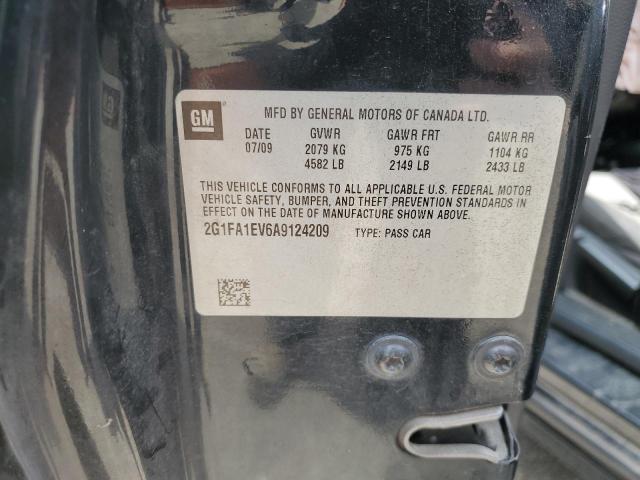 GM
MFD BY GENERAL MOTORS OF CANADA LTD.
DATE GVWR GAWR FRT GAWR RR
07/09 2079 KG 975 KG 1104 KG
4582 LB 2149 LB 2433 LB
THIS VEHICLE CONFORMS TO ALL APPLICABLE U.S. FEDERAL MOTOR
VEHICLE SAFETY, BUMPER, AND THEFT PREVENTION STANDARDS IN
EFFECT ON THE DATE OF MANUFACTURE SHOWN ABOVE.
2G1FA1EV6A9124209 TYPE: PASS CAR